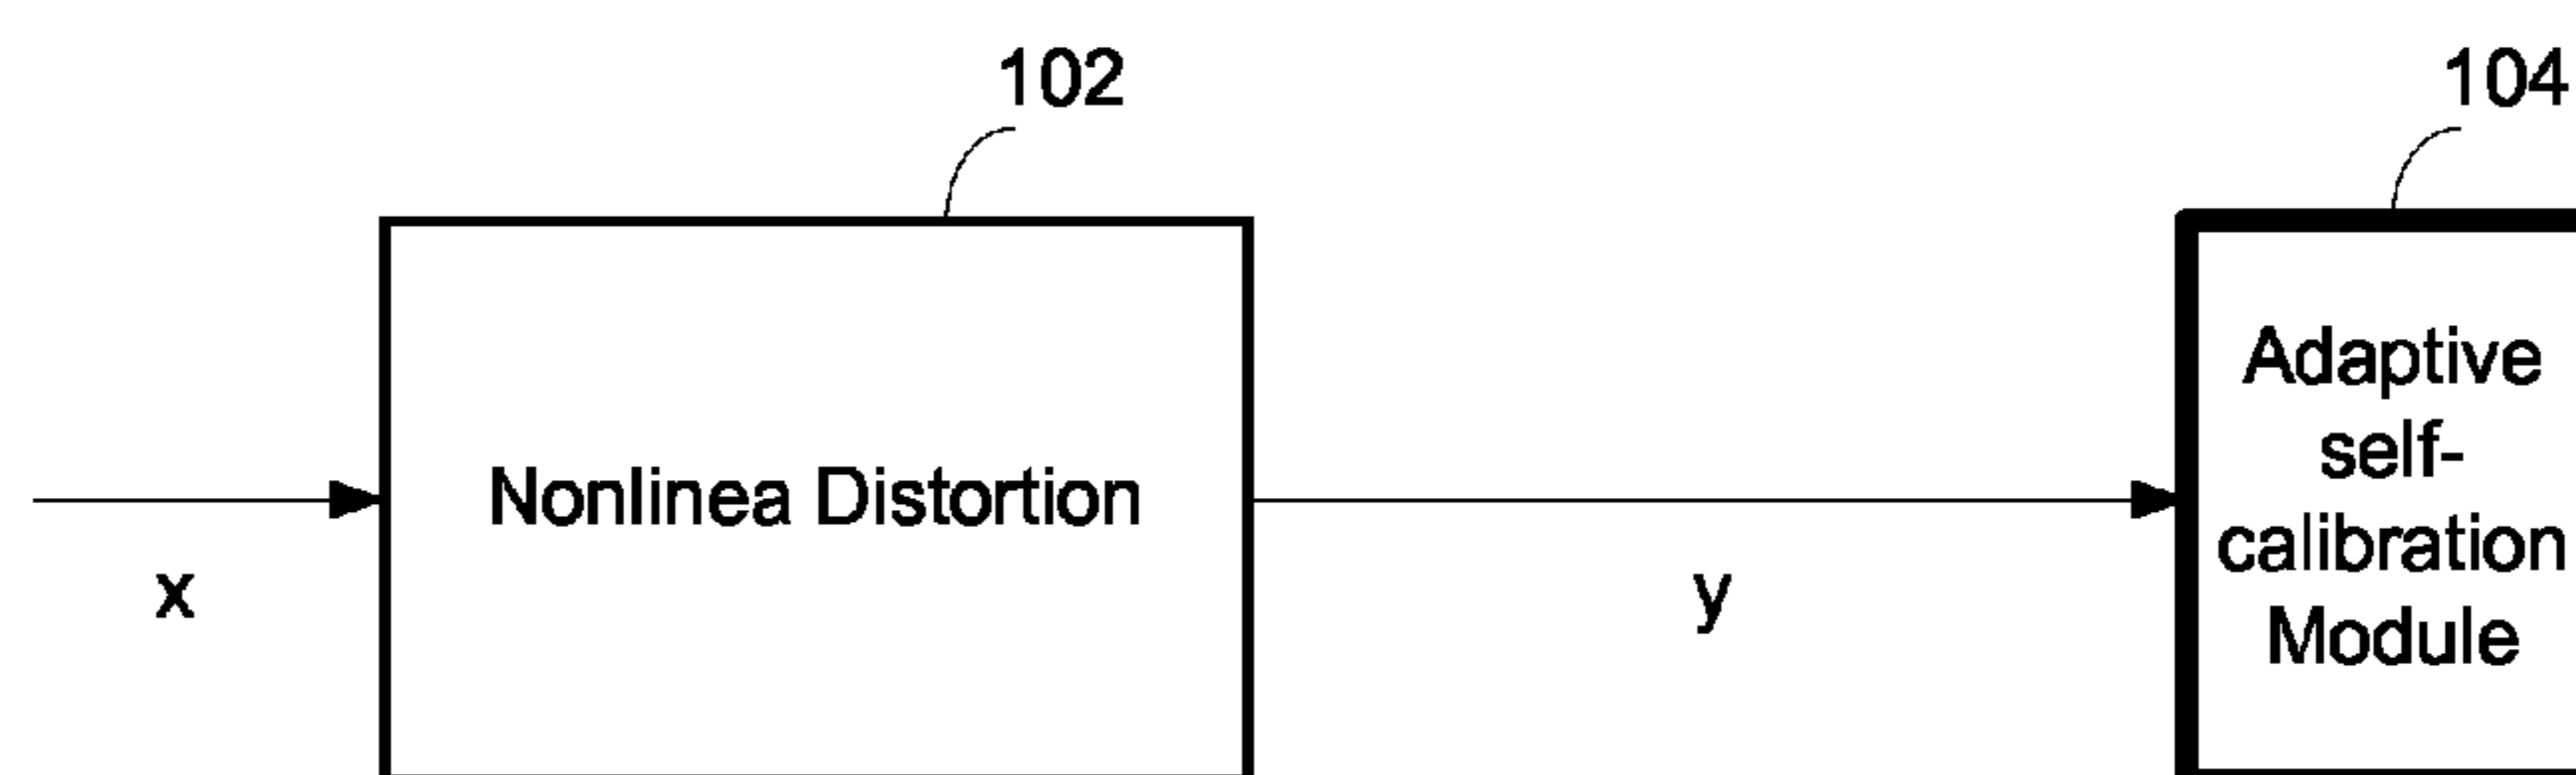 102
104
Nonlinea Distortion
Adaptive
self-
calibration
Module
x
y